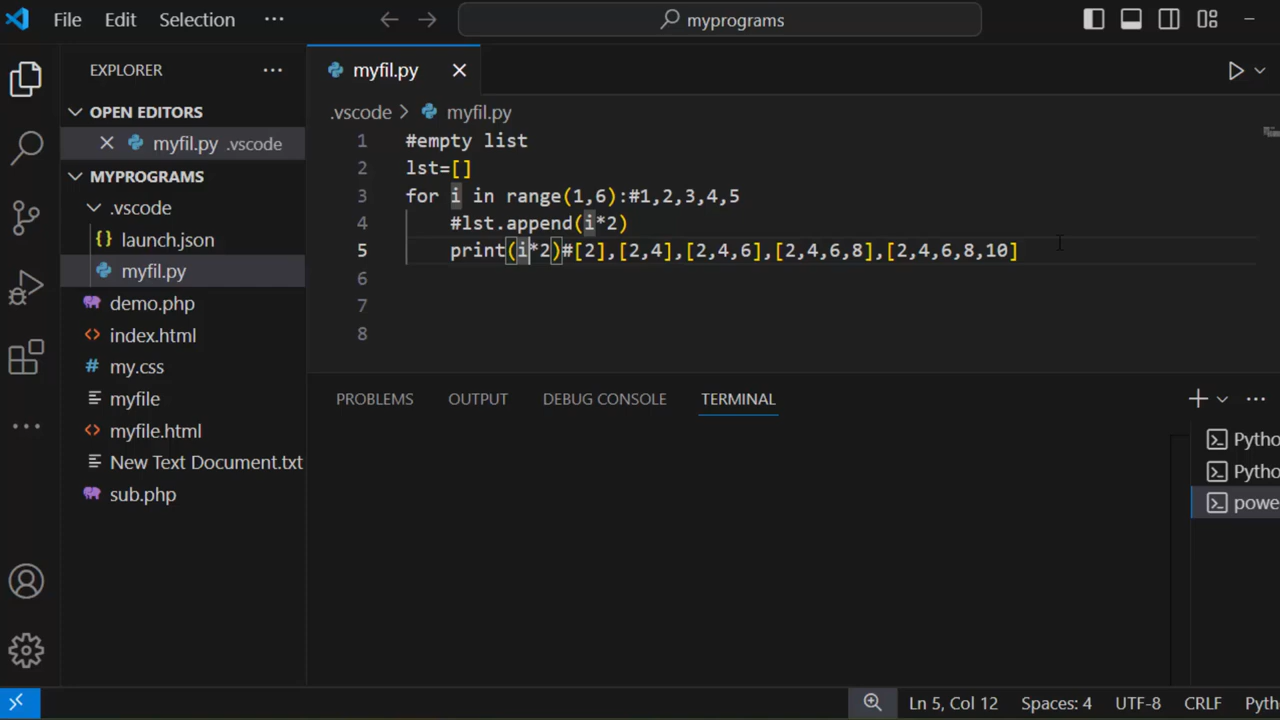 File Edit Selection ··· myprograms
EXPLORER ···
OPEN EDITORS
myfil.py .vscode
MYPROGRAMS
.vscode
{} launch.json
myfil.py
demo.php
<> index.html
# my.css
myfile
<> myfile.html
New Text Document.txt
sub.php
myfil.py
.vscode > myfil.py
1 #empty list
2 lst=[]
3 for i in range(1,6):#1,2,3,4,5
4 #lst.append(i*2)
5 print(i*2)#[2],[2,4],[2,4,6],[2,4,6,8],[2,4,6,8,10]
6
7
8
PROBLEMS OUTPUT DEBUG CONSOLE TERMINAL
Pytho
Pytho
powe
Ln 5, Col 12 Spaces: 4 UTF-8 CRLF Pyth